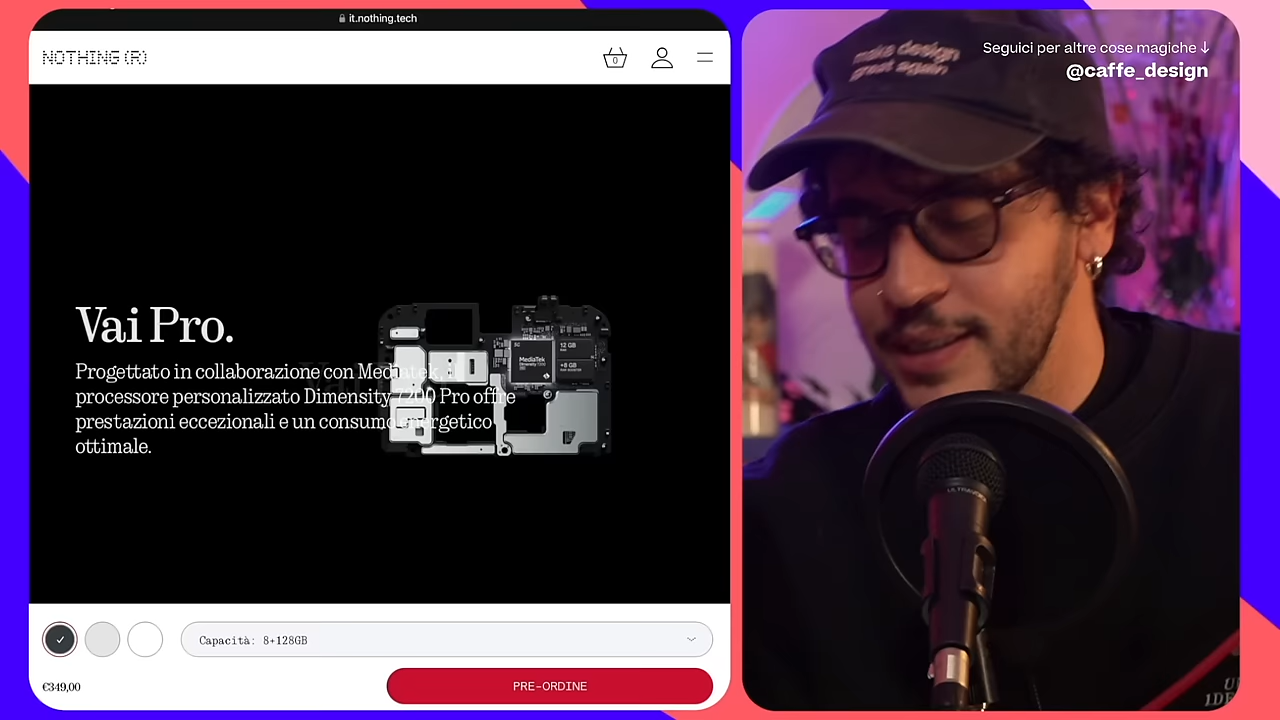 it.nothing.tech
NOTHING (R)
0
Vai Pro.
Progettato in collaborazione con Mediatek, il
processore personalizzato Dimensity 7200 Pro offre
prestazioni eccezionali e un consumo energetico
ottimale.
MediaTek
Dimensity 7200
12 GB
+8 GB
Capacità: 8+128GB
€349,00
PRE-ORDINE
make design
great again
Seguici per altre cose magiche ↓
@caffe_design